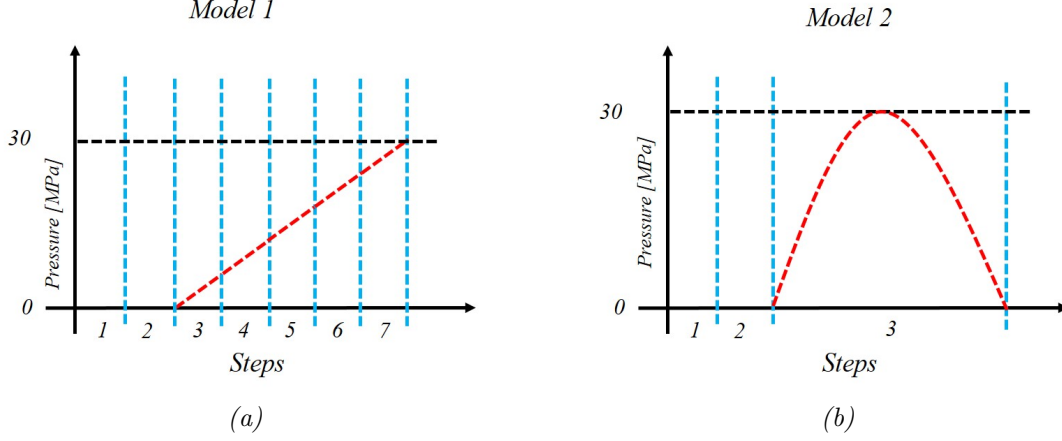 Model 1
30
Pressure [MPa]
0
1 2 3 4 5 6 7
Steps
(a)
Model 2
30
Pressure [MPa]
0
1 2 3
Steps
(b)